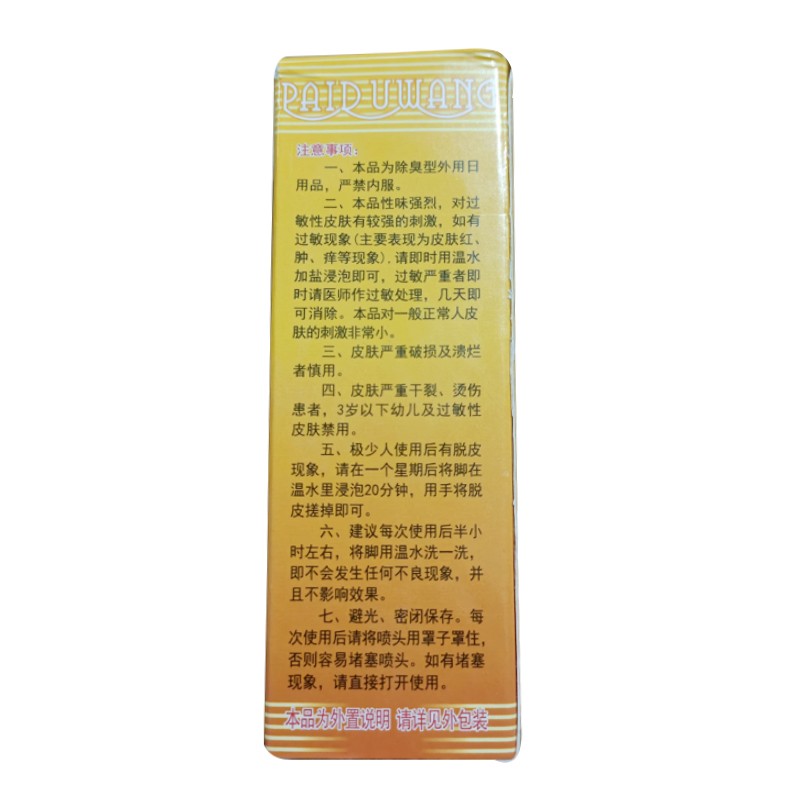 PAIDUWANG
注意事项：
一、本品为除臭型外用日
用品，严禁内服。
二、本品性味强烈，对过
敏性皮肤有较强的刺激，如有
过敏现象(主要表现为皮肤红、
肿、痒等现象).请即时用温水
加盐浸泡即可，过敏严重者即
时请医师作过敏处理，几天即
可消除。本品对一般正常人皮
肤的刺激非常小。
三、皮肤严重破损及溃烂
者慎用。
四、皮肤严重干裂、烫伤
患者，3岁以下幼儿及过敏性
皮肤禁用。
五、极少人使用后有脱皮
现象，请在一个星期后将脚在
温水里浸泡20分钟，用手将脱
皮搓掉即可。
六、建议每次使用后半小
时左右，将脚用温水洗一洗，
即不会发生任何不良现象，并
且不影响效果。
七、避光、密闭保存。每
次使用后请将喷头用罩子罩住，
否则容易堵塞喷头。如有堵塞
现象，请直接打开使用。
本品为外置说明 请详见外包装